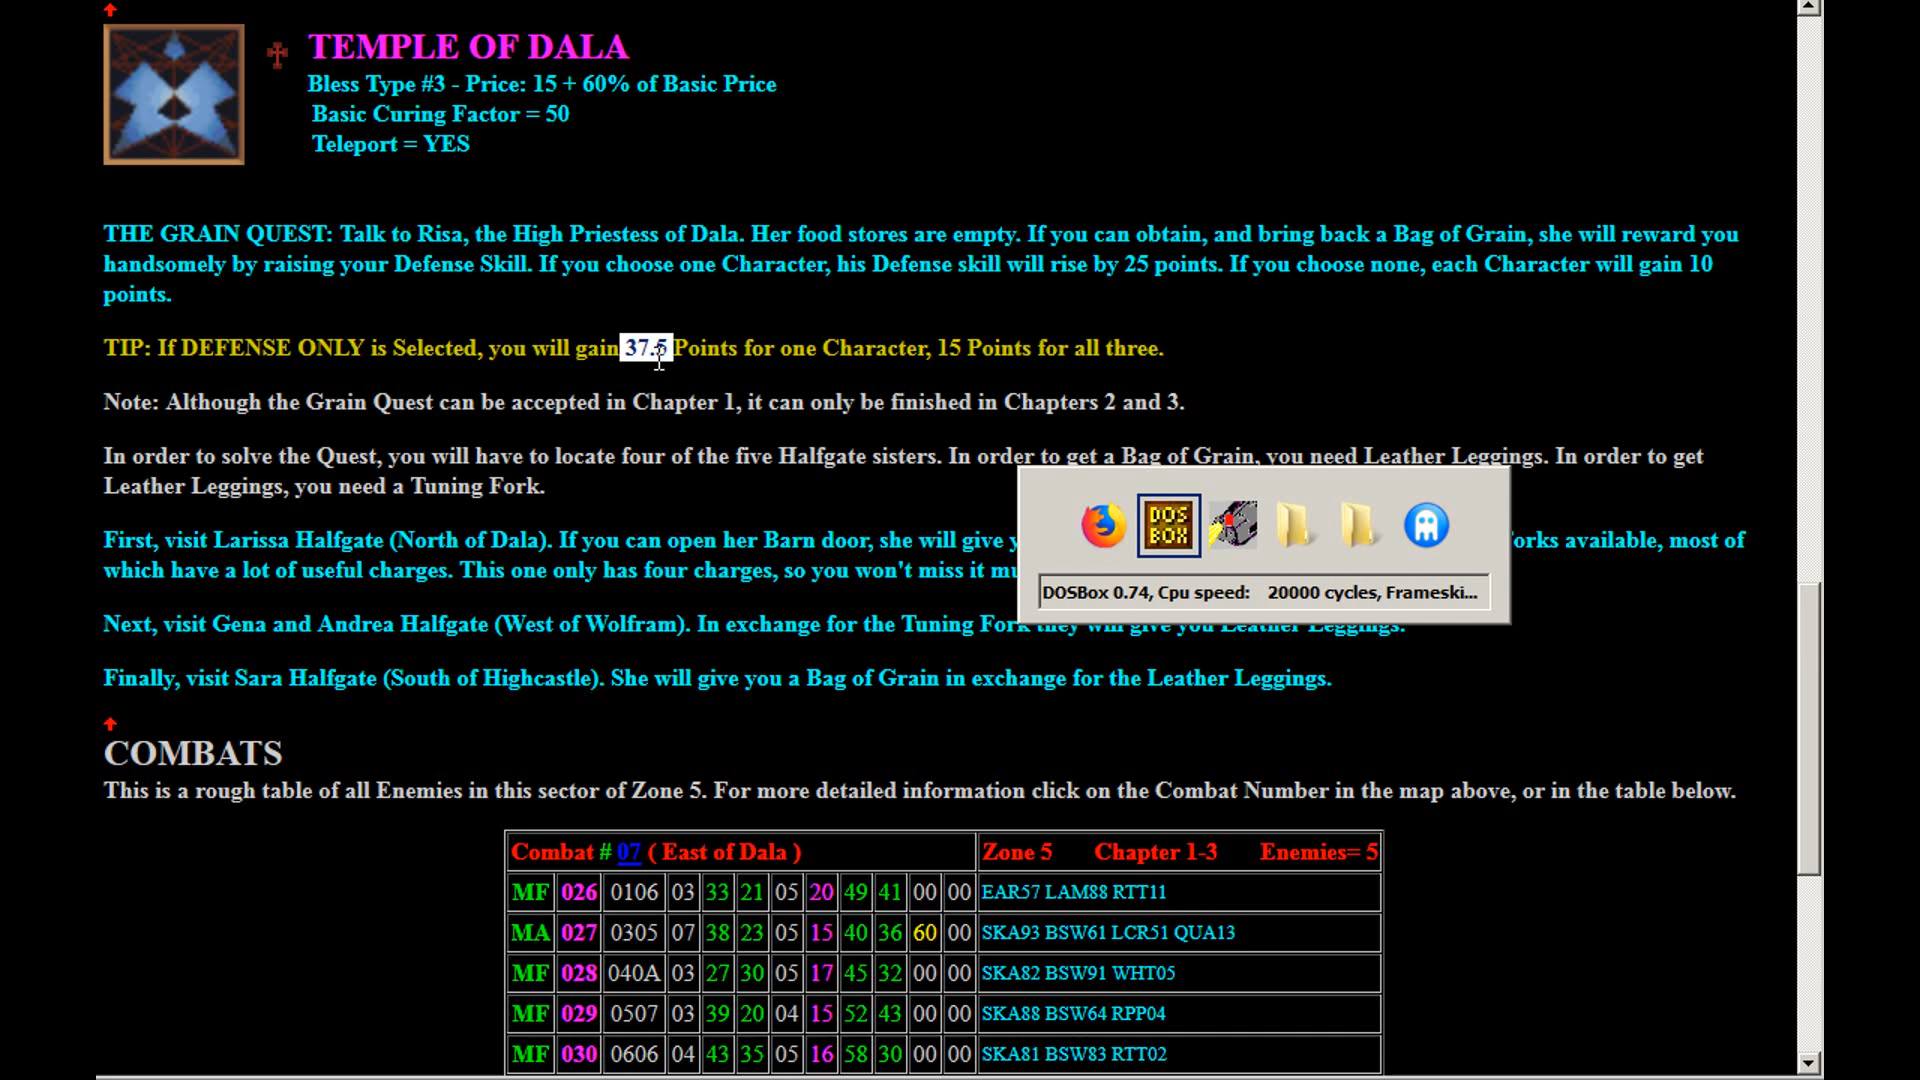 TEMPLE OF DALA
Bless Type #3 - Price: 15 + 60% of Basic Price
Basic Curing Factor = 50
Teleport = YES
THE GRAIN QUEST: Talk to Risa, the High Priestess of Dala. Her food stores are empty. If you can obtain, and bring back a Bag of Grain, she will reward you
handsomely by raising your Defense Skill. If you choose one Character, his Defense skill will rise by 25 points. If you choose none, each Character will gain 10
points.
TIP: If DEFENSE ONLY is Selected, you will gain 37.5 Points for one Character, 15 Points for all three.
Note: Although the Grain Quest can be accepted in Chapter 1, it can only be finished in Chapters 2 and 3.
In order to solve the Quest, you will have to locate four of the five Halfgate sisters. In order to get a Bag of Grain, you need Leather Leggings. In order to get
Leather Leggings, you need a Tuning Fork.
First, visit Larissa Halfgate (North of Dala). If you can open her Barn door, she will give orks available, most of
which have a lot of useful charges. This one only has four charges, so you won't miss it
DOS
BOX
DOSBox 0.74, Cpu speed: 20000 cycles, Frameski...
Next, visit Gena and Andrea Halfgate (West of Wolfram). In exchange for the Tuning Fork they will give you Leather Leggings.
Finally, visit Sara Halfgate (South of Highcastle). She will give you a Bag of Grain in exchange for the Leather Leggings.
COMBATS
This is a rough table of all Enemies in this sector of Zone 5. For more detailed information click on the Combat Number in the map above, or in the table below.
Combat # 07 ( East of Dala ) Zone 5 Chapter 1-3 Enemies= 5
MF 026 0106 03 33 21 05 20 49 41 00 00 EAR57 LAM88 RTT11
MA 027 0305 07 38 23 05 15 40 36 60 00 SKA93 BSW61 LCR51 QUA13
MF 028 040A 03 27 30 05 17 45 32 00 00 SKA82 BSW91 WHT05
MF 029 0507 03 39 20 04 15 52 43 00 00 SKA88 BSW64 RPP04
MF 030 0606 04 43 35 05 16 58 30 00 00 SKA81 BSW83 RTT02